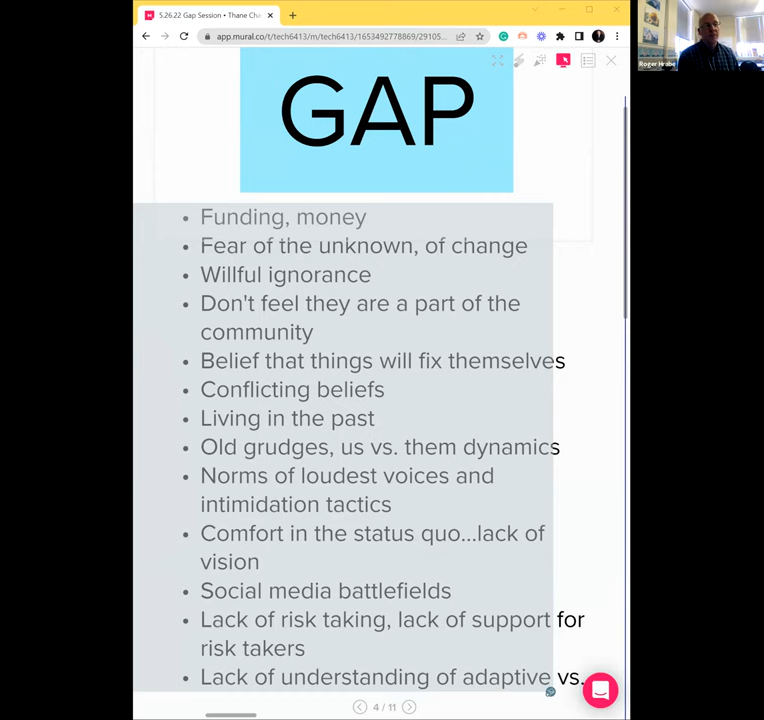 5.26.22 Gap Session • Thane Cha
app.mural.co/t/tech6413/m/tech6413/1653492778869/29105...
GAP
• Funding, money
• Fear of the unknown, of change
• Willful ignorance
• Don't feel they are a part of the
community
• Belief that things will fix themselves
• Conflicting beliefs
• Living in the past
• Old grudges, us vs. them dynamics
• Norms of loudest voices and
intimidation tactics
• Comfort in the status quo...lack of
vision
• Social media battlefields
• Lack of risk taking, lack of support for
risk takers
• Lack of understanding of adaptive vs.
4 / 11
Roger Hrabe